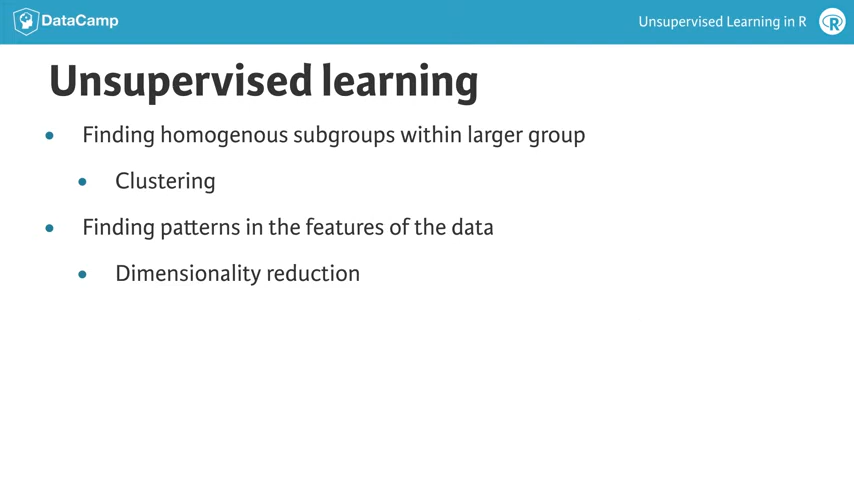 DataCamp
Unsupervised Learning in R
R
Unsupervised learning
• Finding homogenous subgroups within larger group
• Clustering
• Finding patterns in the features of the data
• Dimensionality reduction